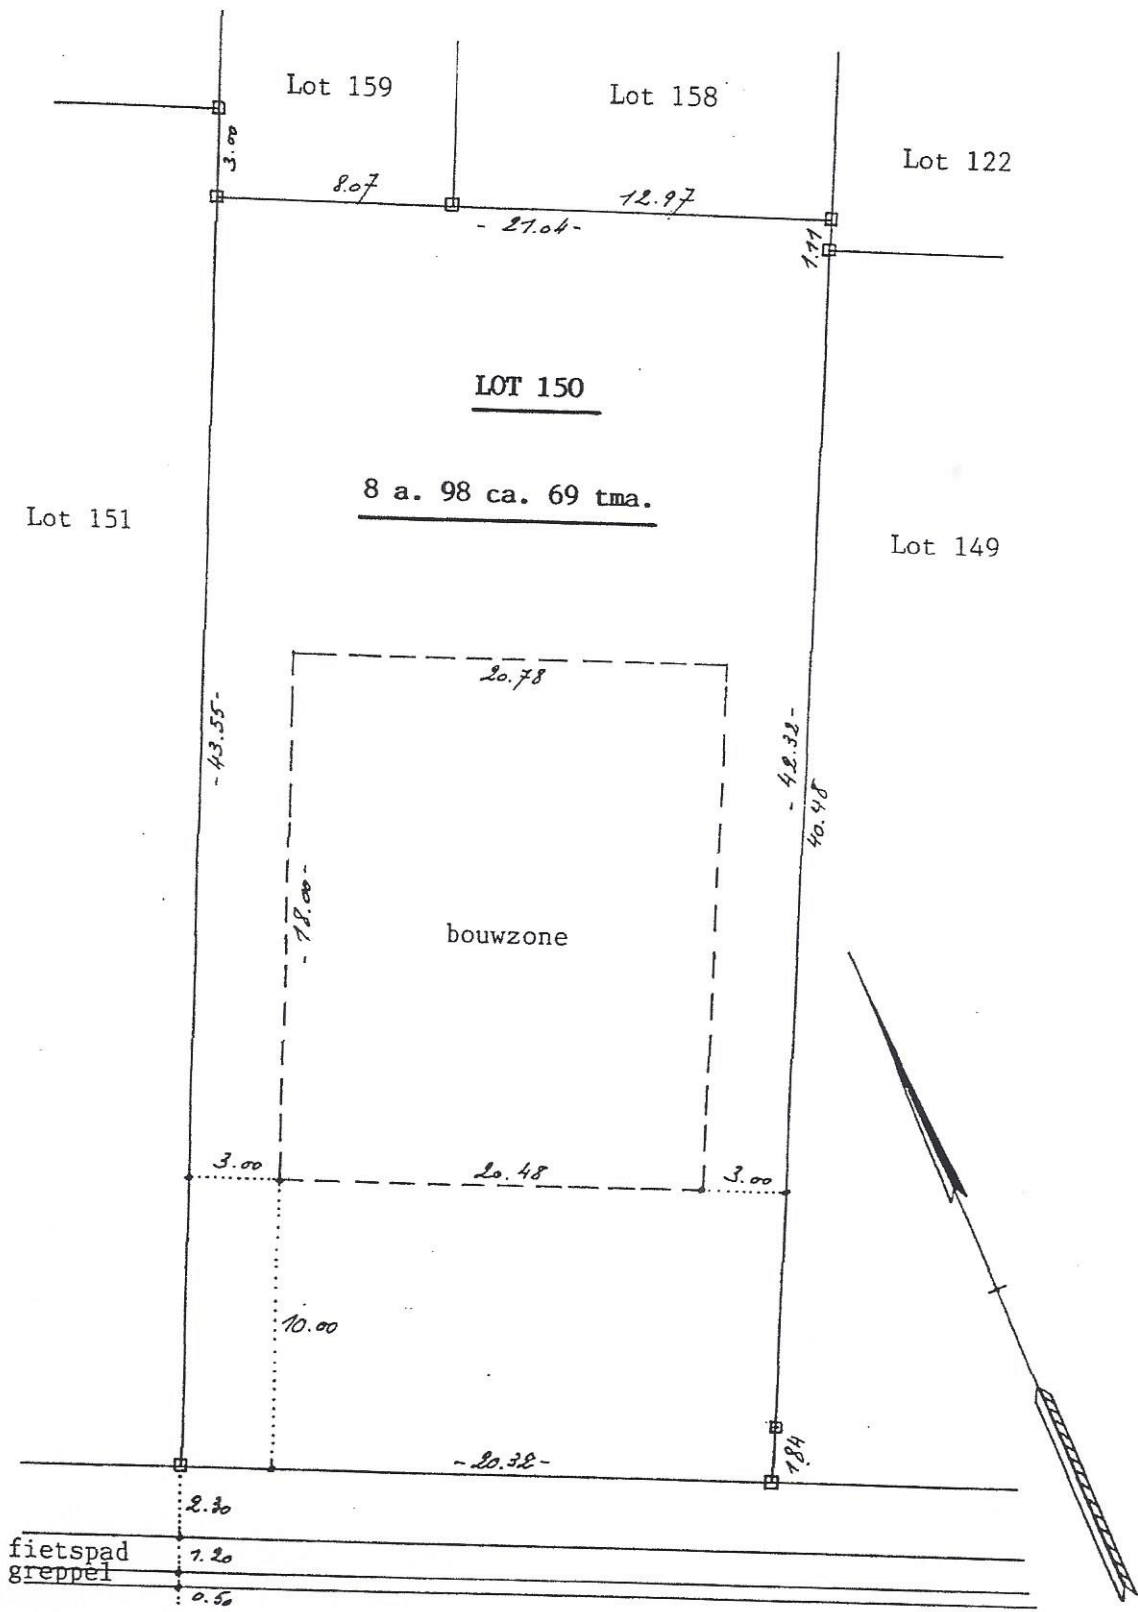 Lot 159
Lot 158
Lot 122
3.00
8.07
12.97
- 21.04 -
1.11
LOT 150
8 a. 98 ca. 69 tma.
Lot 151
Lot 149
20.78
- 43.55 -
- 42.32 -
40.48
- 18.00 -
bouwzone
3.00
20.48
3.00
10.00
- 20.32 -
1.84
2.30
fietspad
1.20
greppel
0.50